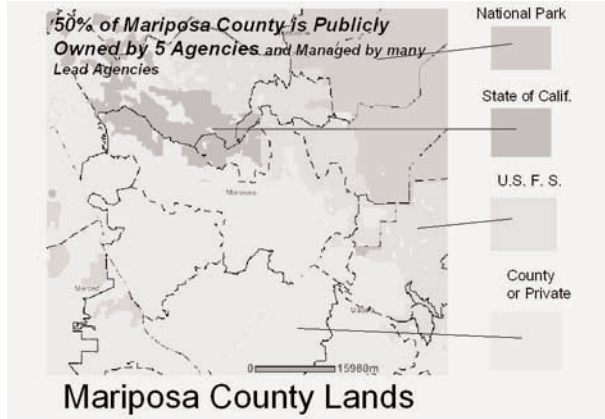 50% of Mariposa County is Publicly
Owned by 5 Agencies and Managed by many
Lead Agencies
National Park
State of Calif.
U.S. F. S.
County
or Private
Mariposa
Merced
0 15980m
Mariposa County Lands